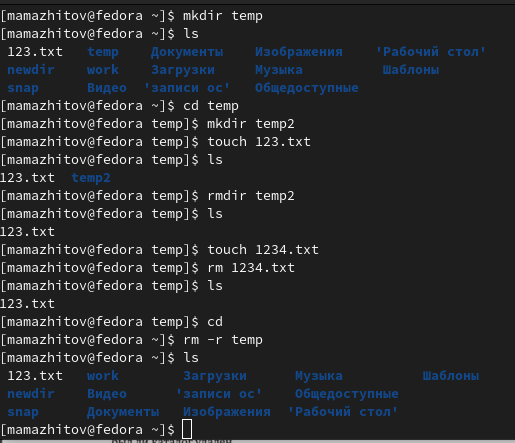 [mamazhitov@fedora ~]$ mkdir temp
[mamazhitov@fedora ~]$ ls
123.txt temp Документы Изображения 'Рабочий стол'
newdir work Загрузки Музыка Шаблоны
snap Видео 'записи ос' Общедоступные
[mamazhitov@fedora ~]$ cd temp
[mamazhitov@fedora temp]$ mkdir temp2
[mamazhitov@fedora temp]$ touch 123.txt
[mamazhitov@fedora temp]$ ls
123.txt temp2
[mamazhitov@fedora temp]$ rmdir temp2
[mamazhitov@fedora temp]$ ls
123.txt
[mamazhitov@fedora temp]$ touch 1234.txt
[mamazhitov@fedora temp]$ rm 1234.txt
[mamazhitov@fedora temp]$ ls
123.txt
[mamazhitov@fedora temp]$ cd
[mamazhitov@fedora ~]$ rm -r temp
[mamazhitov@fedora ~]$ ls
123.txt work Загрузки Музыка Шаблоны
newdir Видео 'записи ос' Общедоступные
snap Документы Изображения 'Рабочий стол'
[mamazhitov@fedora ~]$